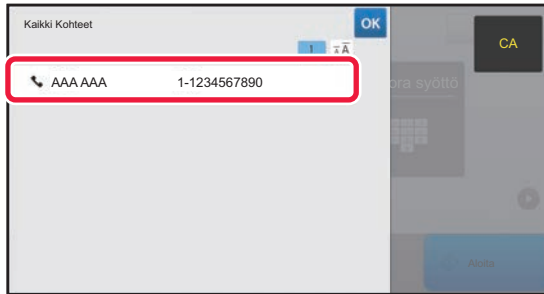 Kaikki Kohteet
OK
CA
1
AAA AAA 1-1234567890
ora syöttö
Aloita